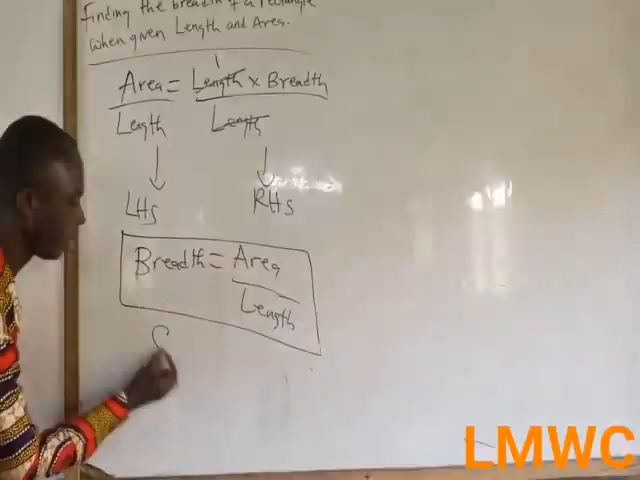 Finding the breadth of a rectangle
when given Length and Area.
1
Area = Length x Breadth
Length Length
LHs RHs
Breadth = Area
Length
LMWC